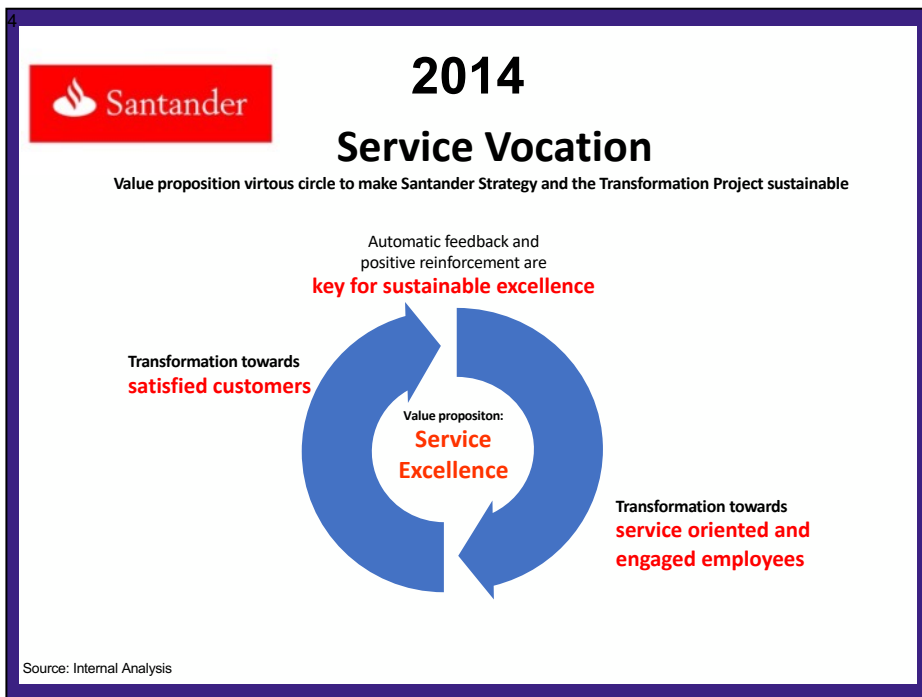 4
Santander
2014
Service Vocation
Value proposition virtous circle to make Santander Strategy and the Transformation Project sustainable
Automatic feedback and
positive reinforcement are
key for sustainable excellence
Transformation towards
satisfied customers
Value propositon:
Service
Excellence
Transformation towards
service oriented and
engaged employees
Source: Internal Analysis